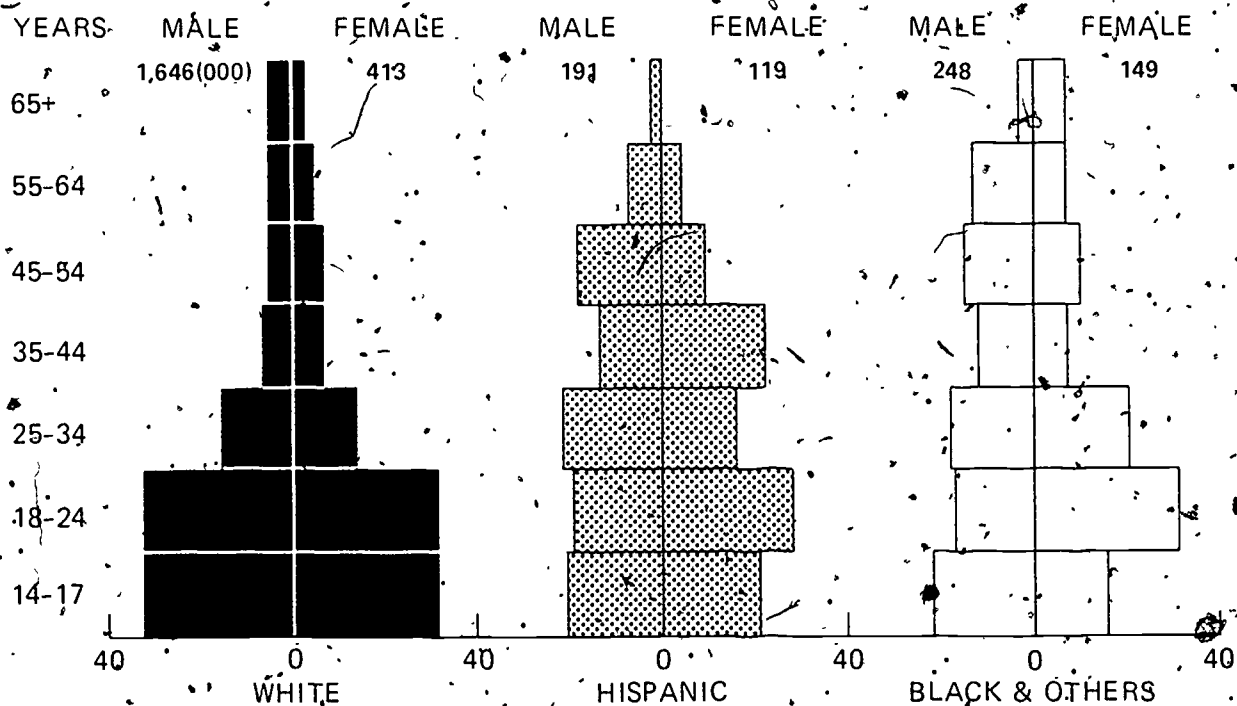 YEARS MALE FEMALE MALE FEMALE MALE FEMALE
1,646(000) 413 191 119 248 149
65+
55-64
45-54
35-44
25-34
18-24
14-17
40 0 40 0 40 0 40
WHITE HISPANIC BLACK & OTHERS